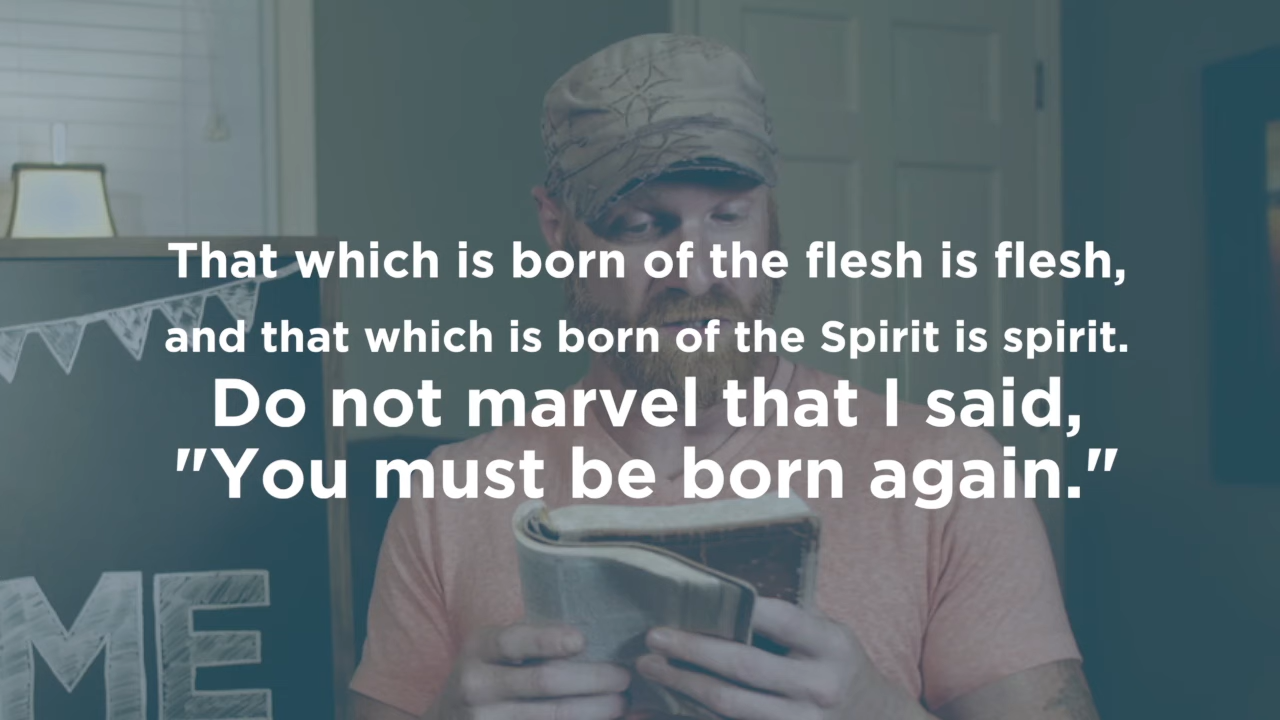 That which is born of the flesh is flesh,
and that which is born of the Spirit is spirit.
Do not marvel that I said,
"You must be born again."
ME